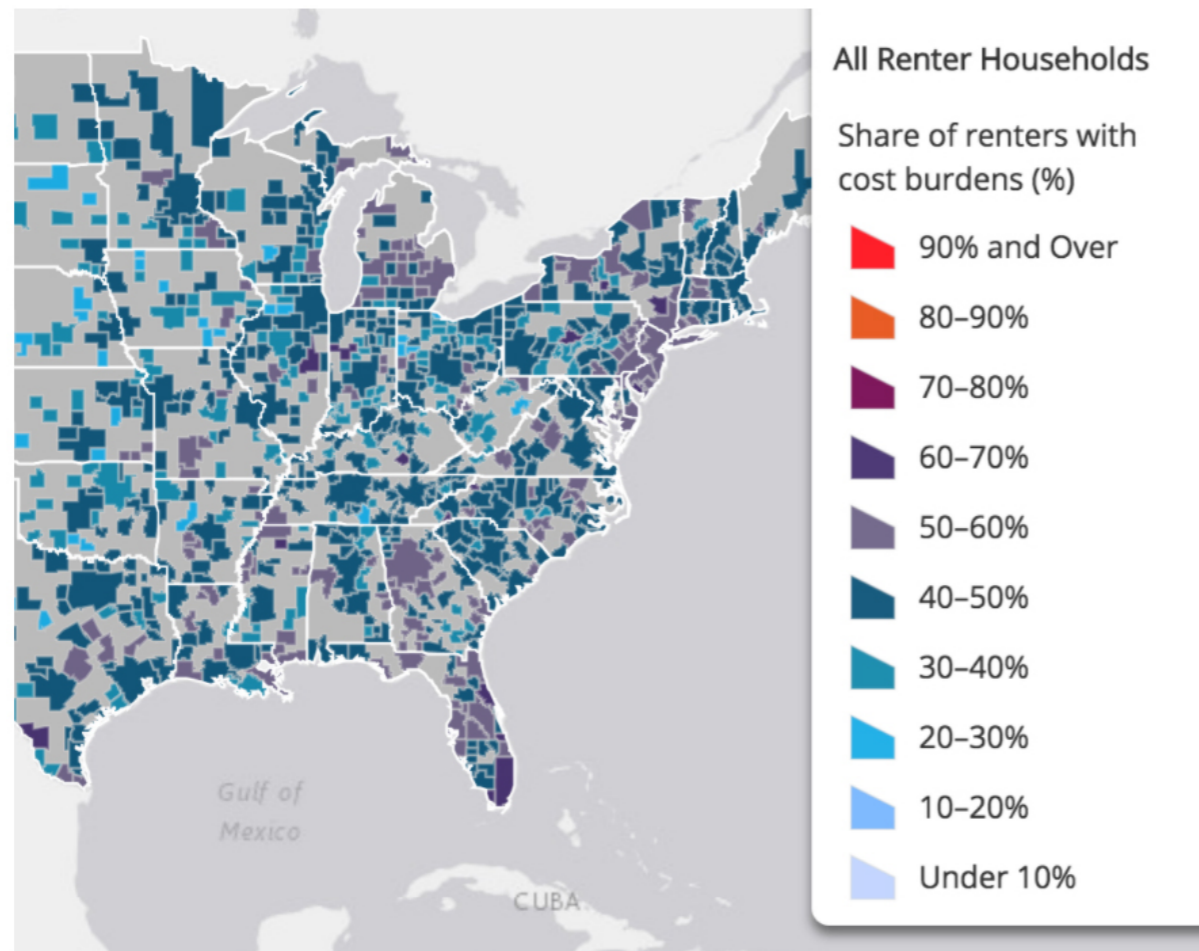 All Renter Households
Share of renters with
cost burdens (%)
90% and Over
80–90%
70–80%
60–70%
50–60%
40–50%
30–40%
20–30%
10–20%
Under 10%
Gulf of
Mexico
CUBA